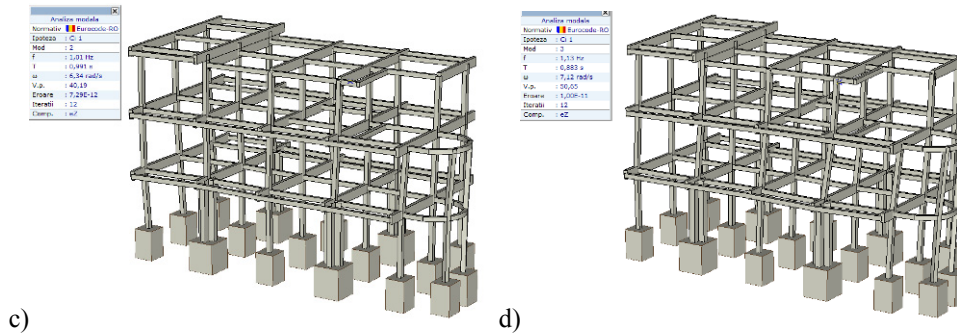 Analiza modala
Normativ Eurocode-RO
Ipoteza : Ci 1
Mod : 2
f : 1,01 Hz
T : 0,991 s
ω : 6,34 rad/s
V.p. : 40,19
Eroare : 7,29E-12
Iteratii : 12
Comp. : eZ
c)
Analiza modala
Normativ Eurocode-RO
Ipoteza : Ci 1
Mod :
f : 1,13 Hz
T : 0,883 s
ω : 7,12 rad/s
V.p. : 50,65
Eroare : 1,00E-11
Iteratii : 12
Comp. : eZ
d)